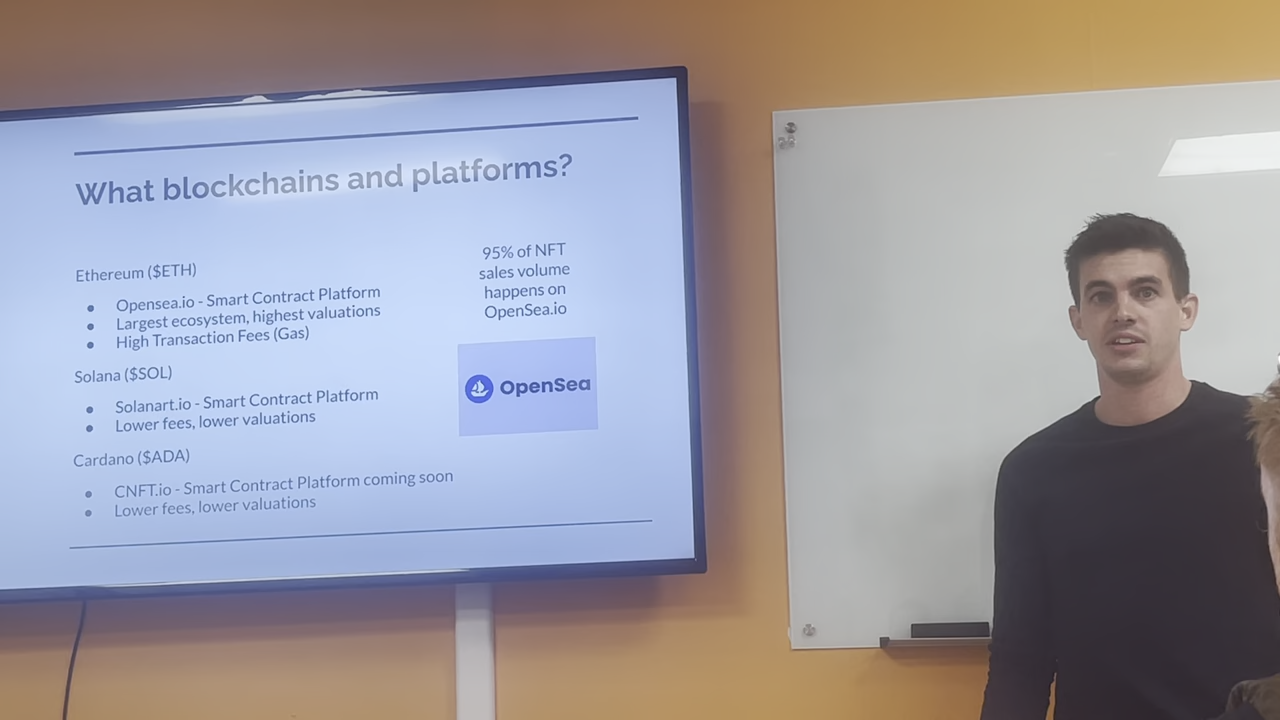 What blockchains and platforms?
Ethereum ($ETH)
● Opensea.io - Smart Contract Platform
● Largest ecosystem, highest valuations
● High Transaction Fees (Gas)
Solana ($SOL)
● Solanart.io - Smart Contract Platform
● Lower fees, lower valuations
Cardano ($ADA)
● CNFT.io - Smart Contract Platform coming soon
● Lower fees, lower valuations
95% of NFT
sales volume
happens on
OpenSea.io
OpenSea